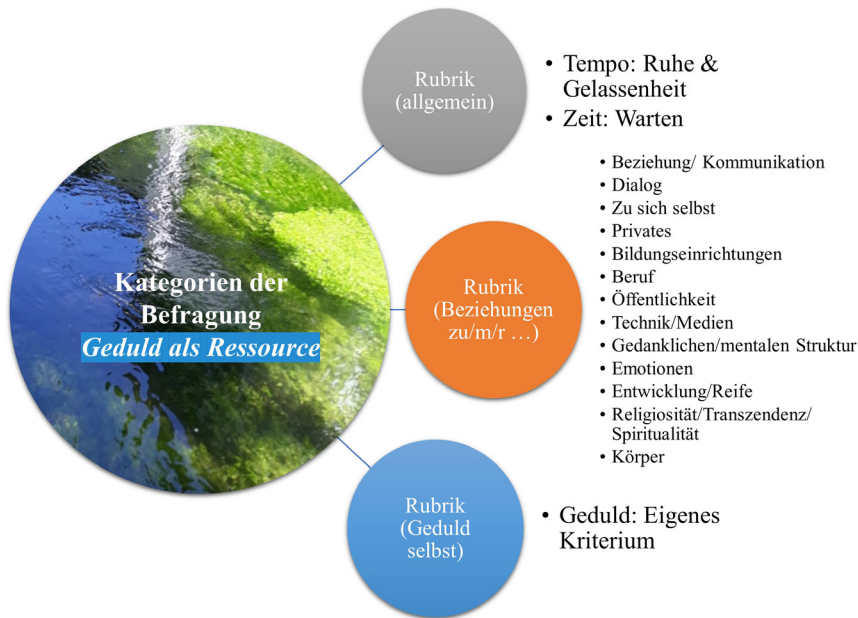 Kategorien der
Befragung
Geduld als Ressource
Rubrik
(allgemein)
• Tempo: Ruhe &
Gelassenheit
• Zeit: Warten
Rubrik
(Beziehungen
zu/m/r ...)
• Beziehung/ Kommunikation
• Dialog
• Zu sich selbst
• Privates
• Bildungseinrichtungen
• Beruf
• Öffentlichkeit
• Technik/Medien
• Gedanklichen/mentalen Struktur
• Emotionen
• Entwicklung/Reife
• Religiosität/Transzendenz/
Spiritualität
• Körper
Rubrik
(Geduld
selbst)
• Geduld: Eigenes
Kriterium